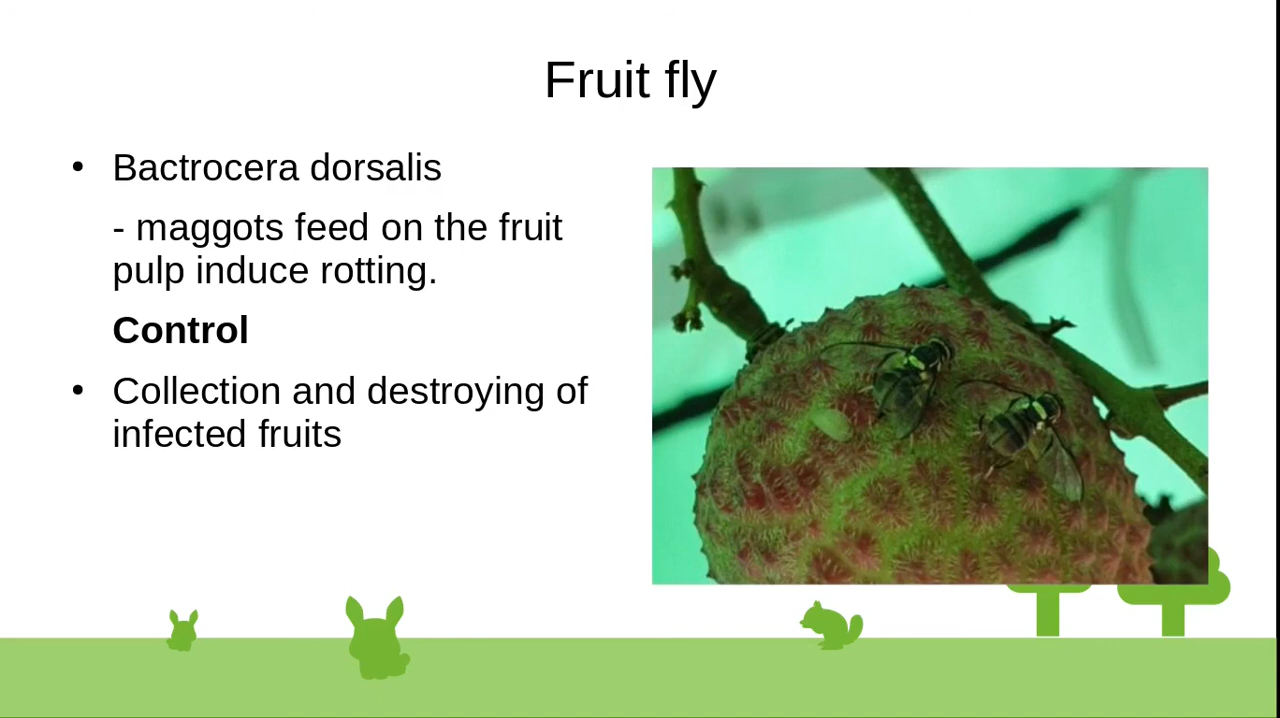 Fruit fly
• Bactrocera dorsalis
- maggots feed on the fruit
pulp induce rotting.
Control
• Collection and destroying of
infected fruits